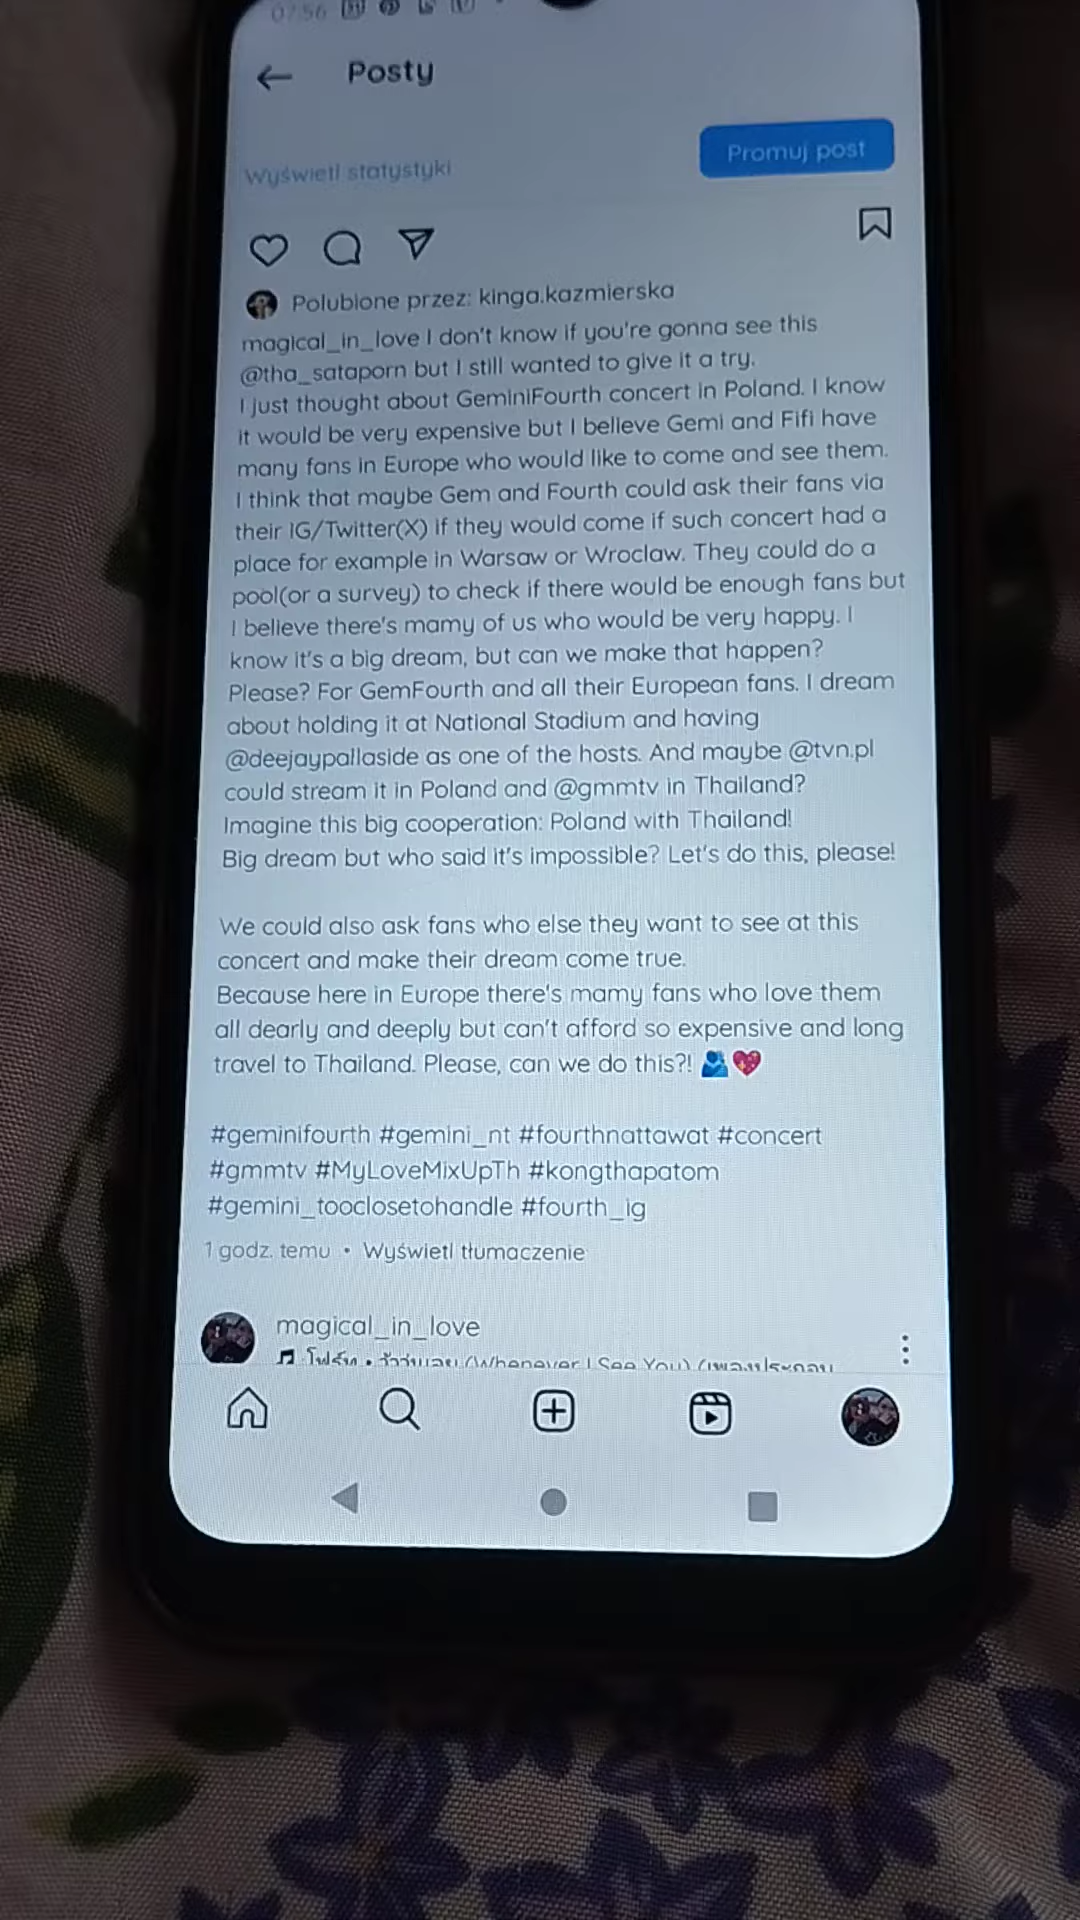 07:56
Posty
Promuj post
Wyświetl statystyki
Polubione przez: kinga.kazmierska
magical_in_love I don't know if you're gonna see this
@tha_sataporn but I still wanted to give it a try.
I just thought about GeminiFourth concert in Poland. I know
it would be very expensive but I believe Gemi and Fifi have
many fans in Europe who would like to come and see them.
I think that maybe Gem and Fourth could ask their fans via
their IG/Twitter(X) if they would come if such concert had a
place for example in Warsaw or Wroclaw. They could do a
pool(or a survey) to check if there would be enough fans but
I believe there's mamy of us who would be very happy. I
know it's a big dream, but can we make that happen?
Please? For GemFourth and all their European fans. I dream
about holding it at National Stadium and having
@deejaypallaside as one of the hosts. And maybe @tvn.pl
could stream it in Poland and @gmmtv in Thailand?
Imagine this big cooperation: Poland with Thailand!
Big dream but who said it's impossible? Let's do this, please!
We could also ask fans who else they want to see at this
concert and make their dream come true.
Because here in Europe there's mamy fans who love them
all dearly and deeply but can't afford so expensive and long
travel to Thailand. Please, can we do this?! 🫂💖
#geminifourth #gemini_nt #fourthnattawat #concert
#gmmtv #MyLoveMixUpTh #kongthapatom
#gemini_tooclosetohandle #fourth_ig
1 godz. temu • Wyświetl tłumaczenie
magical_in_love
(Whenever I See You)